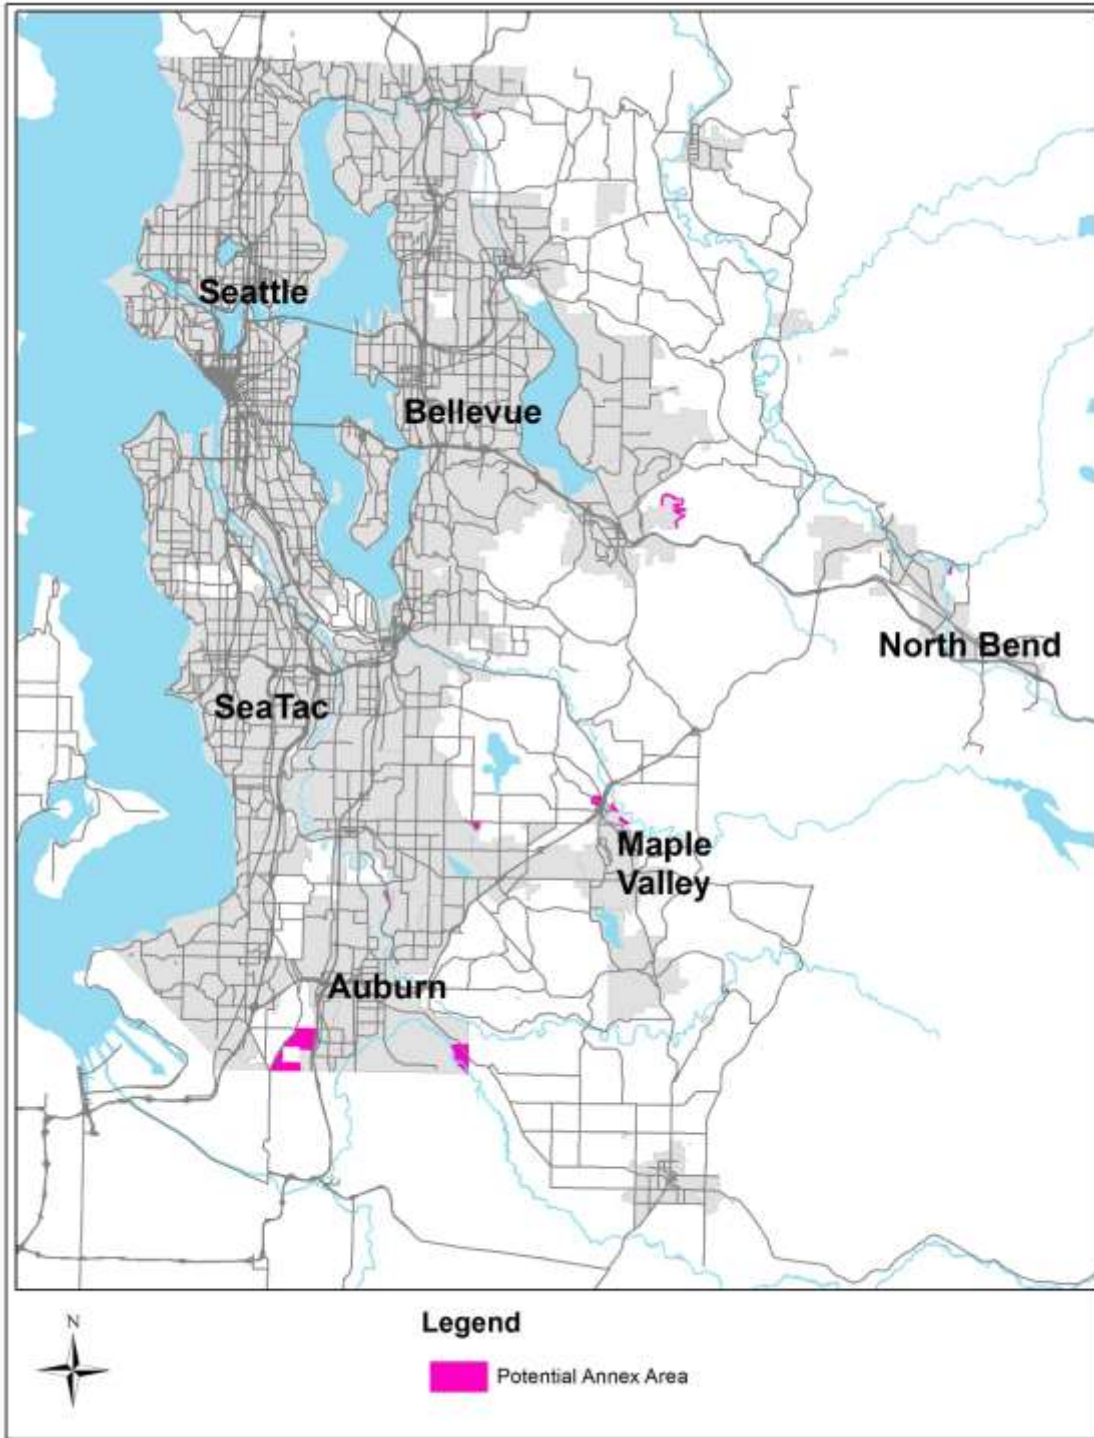 Seattle
Bellevue
North Bend
SeaTac
Maple
Valley
Auburn
N
Legend
Potential Annex Area